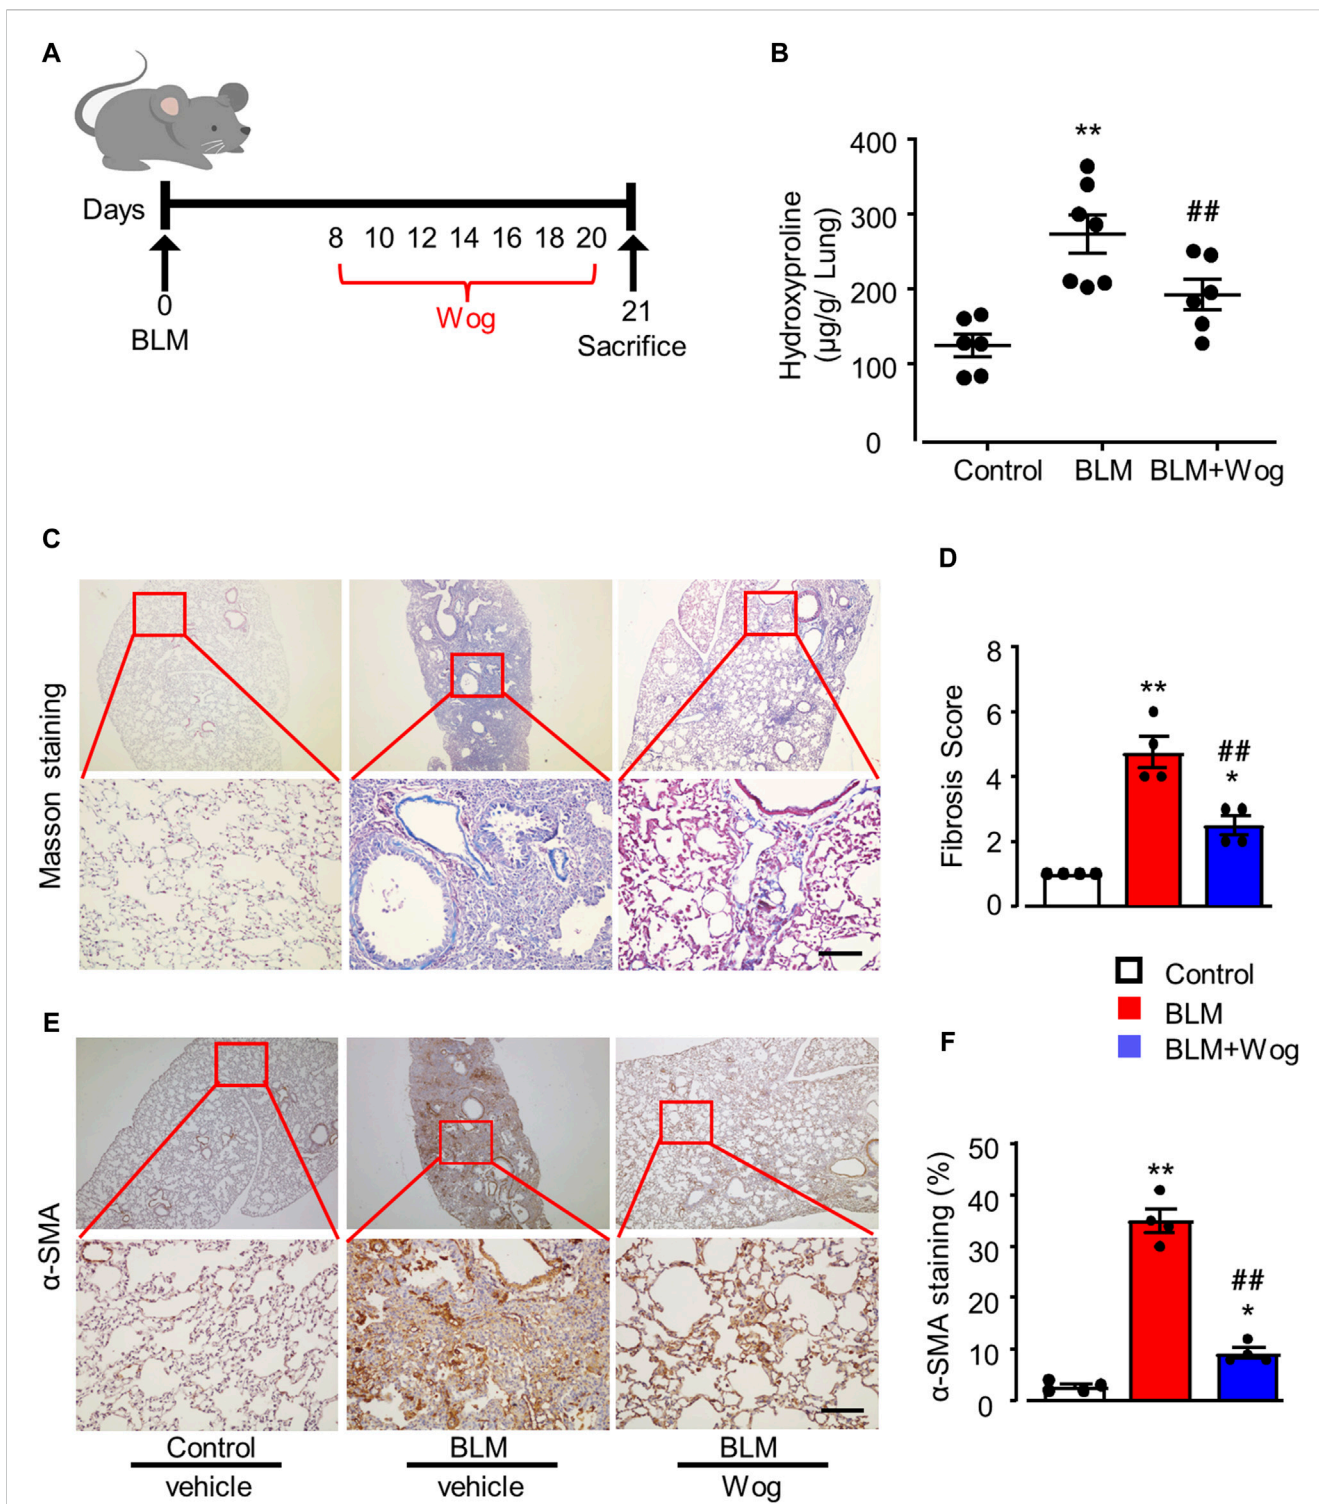 A
Days
8 10 12 14 16 18 20
Wog
0
BLM
21
Sacrifice
B
Hydroxyproline
(µg/g/ Lung)
400
300
200
100
0
**
##
Control BLM BLM+Wog
C
Masson staining
D
Fibrosis Score
8
6
4
2
0
**
##
*
Control
BLM
BLM+Wog
E
α-SMA
Control
vehicle
BLM
vehicle
BLM
Wog
F
α-SMA staining (%)
50
40
30
20
10
0
**
##
*